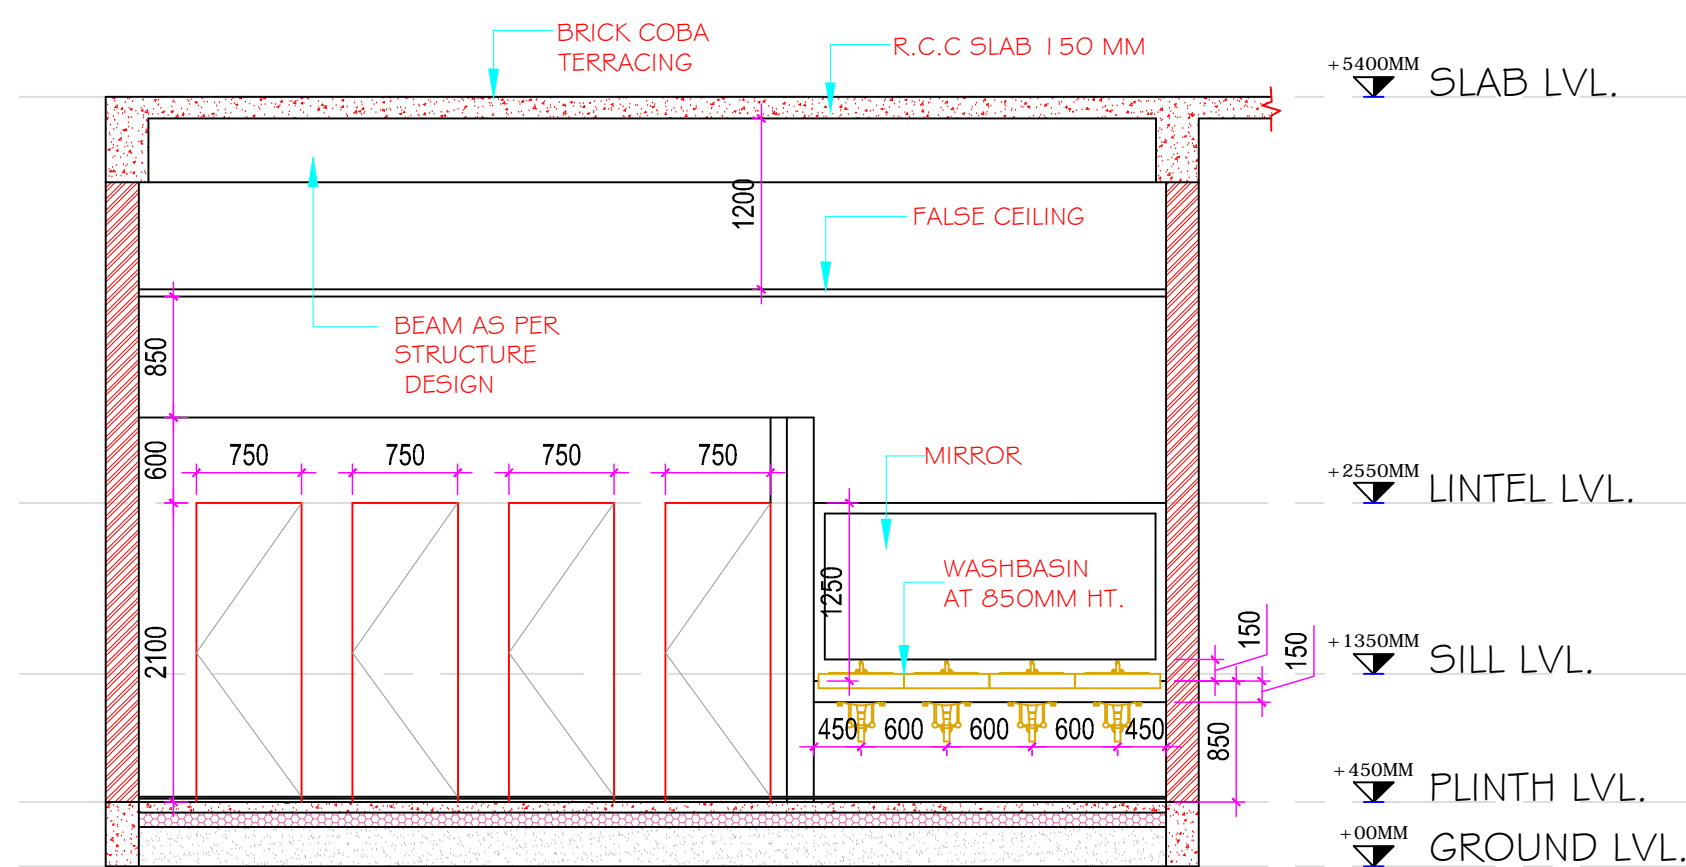 BRICK COBA
TERRACING
R.C.C SLAB 150 MM
+5400MM
SLAB LVL.
1200
FALSE CEILING
BEAM AS PER
STRUCTURE
DESIGN
850
600
750
750
750
750
MIRROR
+2550MM
LINTEL LVL.
WASHBASIN
AT 850MM HT.
1250
2100
150
150
+1350MM
SILL LVL.
450
600
600
600
450
850
+450MM
PLINTH LVL.
+00MM
GROUND LVL.